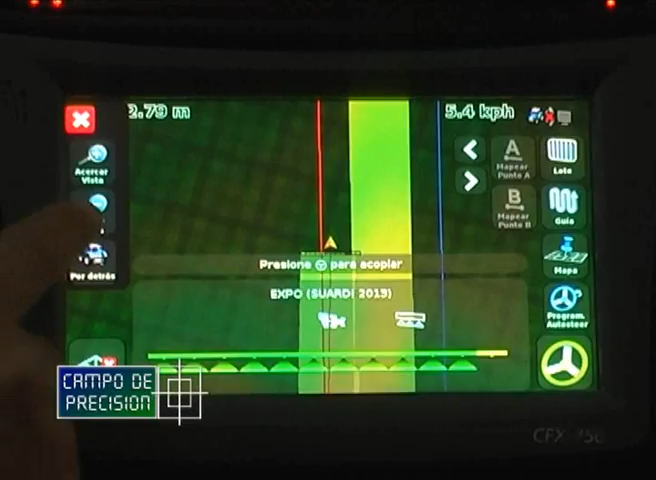 2.79 m
5.4 kph
Acercar
Vista
A
Mapear
Punto A
Lote
B
Mapear
Punto B
Guía
Por detrás
Presione para acoplar
Mapa
EXPO (SUARDI 2013)
Program.
Autosteer
CAMPO DE
PRECISION
CFX-750